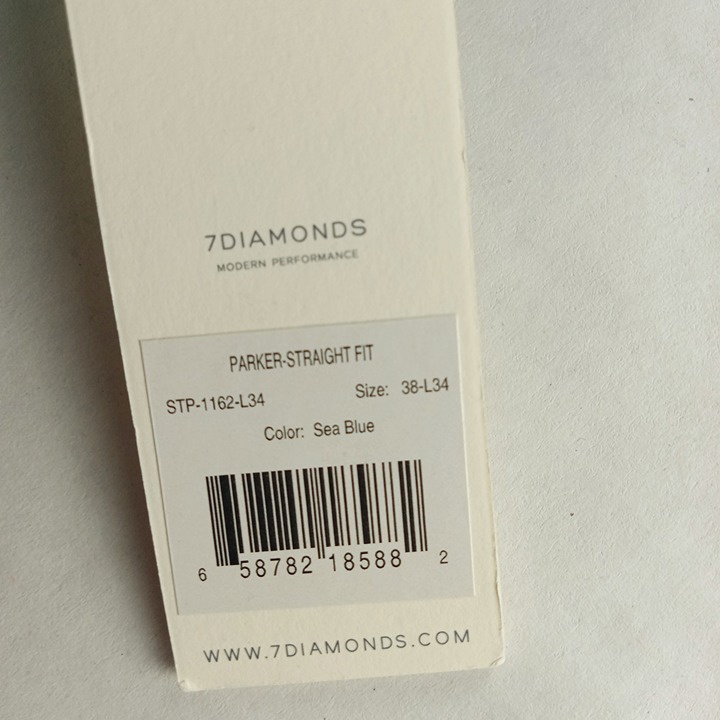 7DIAMONDS
MODERN PERFORMANCE
PARKER-STRAIGHT FIT
STP-1162-L34 Size: 38-L34
Color: Sea Blue
6 58782 18588 2
WWW.7DIAMONDS.COM